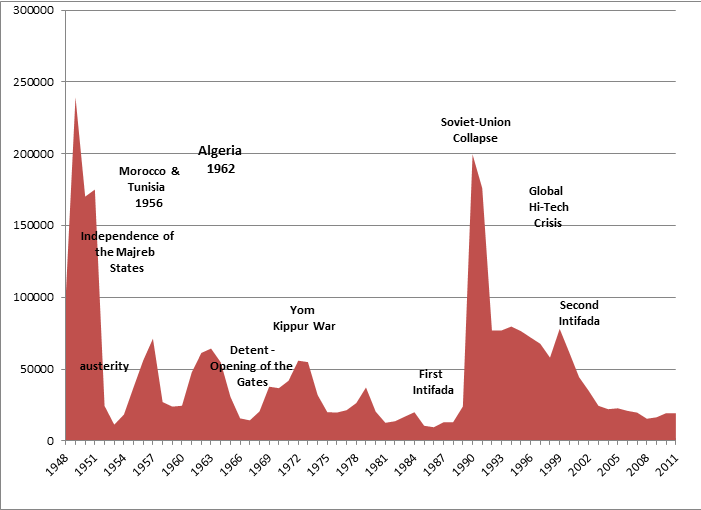 300000
250000
200000
150000
100000
50000
0
Soviet-Union
Collapse
Algeria
1962
Morocco &
Tunisia
1956
Global
Hi-Tech
Crisis
Independence of
the Majreb
States
Yom
Kippur War
Second
Intifada
Detent -
Opening of the
Gates
austerity
First
Intifada
1948
1951
1954
1957
1960
1963
1966
1969
1972
1975
1978
1981
1984
1987
1990
1993
1996
1999
2002
2005
2008
2011